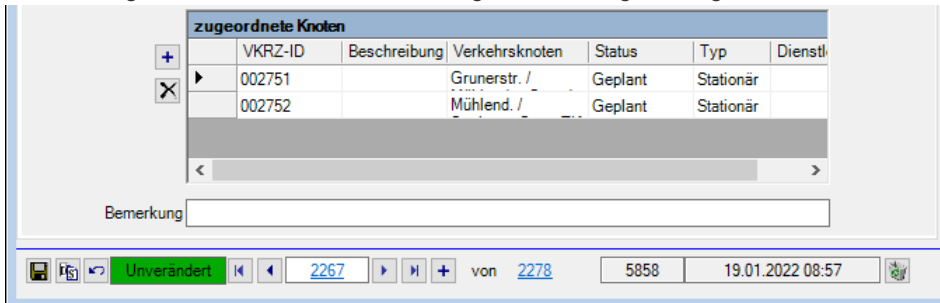 zugeordnete Knoten
VKRZ-ID Beschreibung Verkehrsknoten Status Typ
002751 Grunerstr. / Geplant Stationär
002752 Mühlend. / Geplant Stationär
Bemerkung
Unverändert 2267 von 2278 5858 19.01.2022 08:57